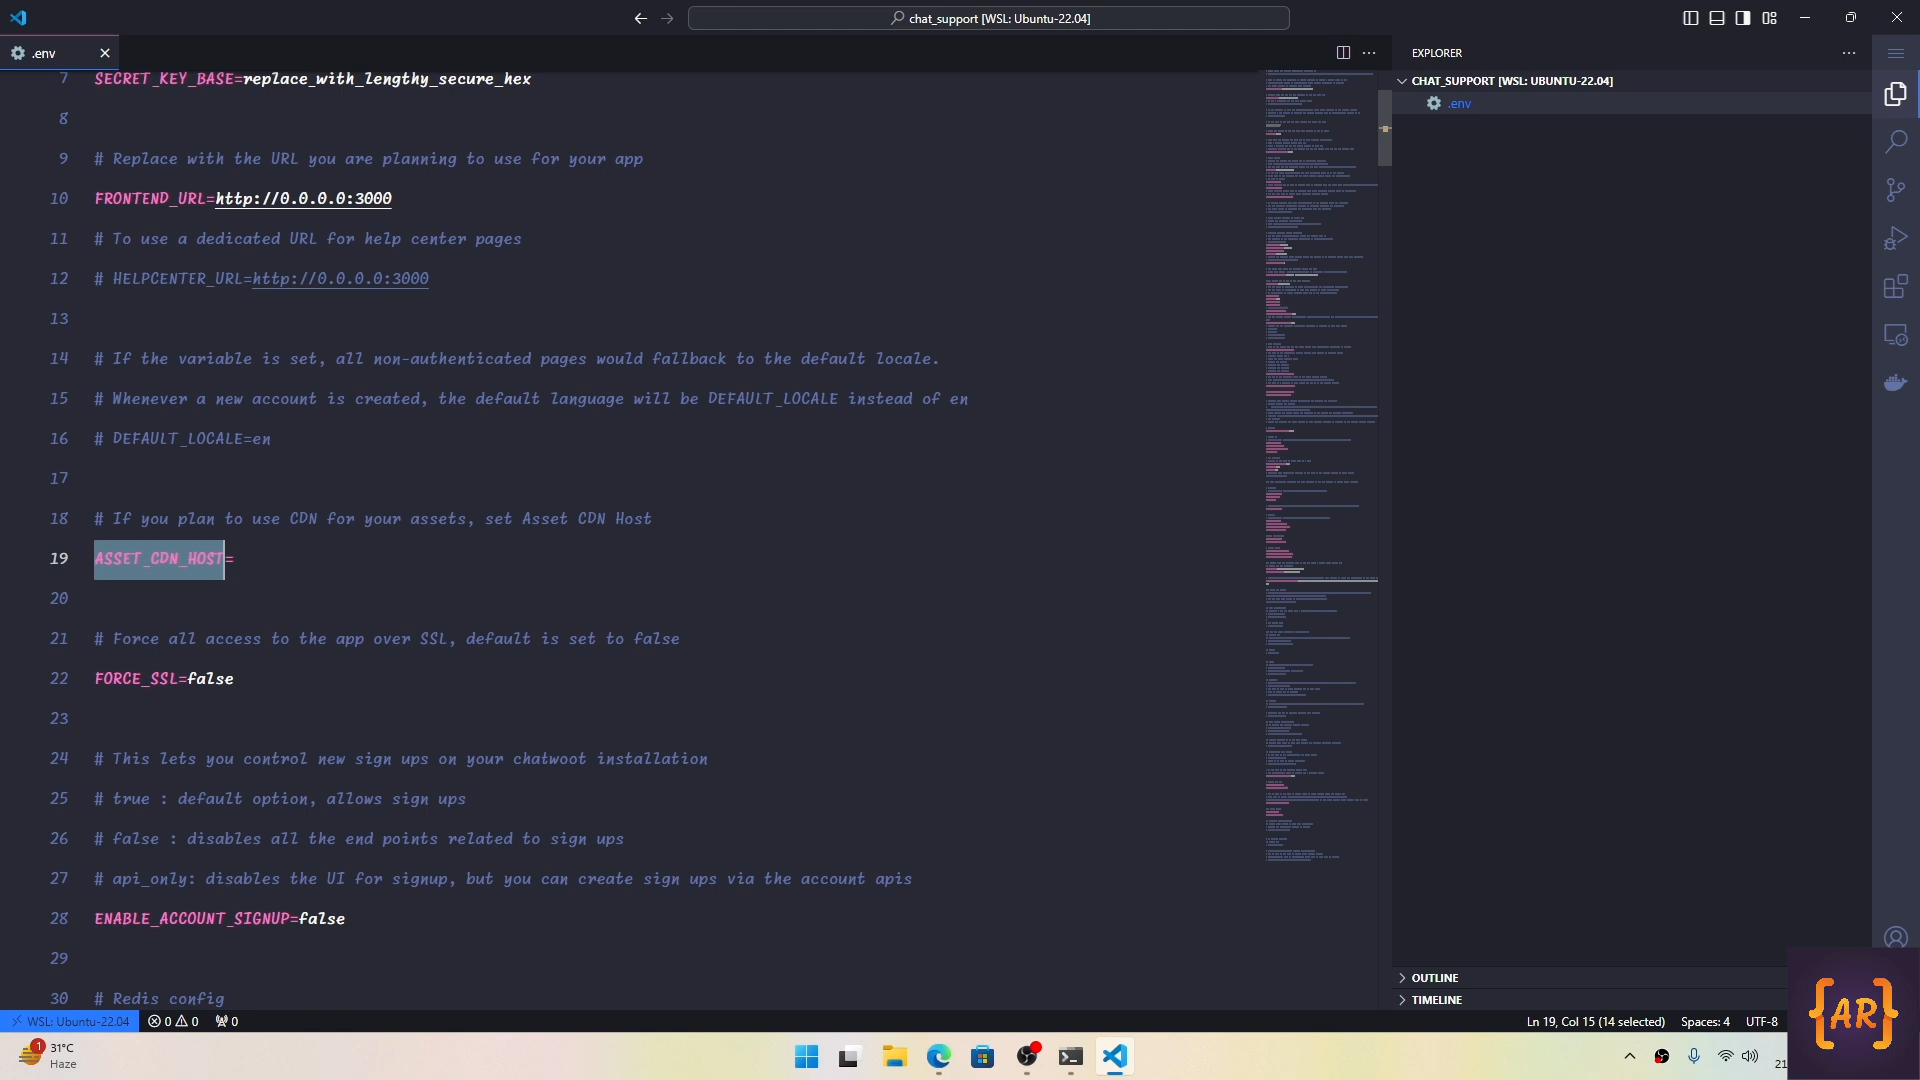 chat_support [WSL: Ubuntu-22.04]
.env
EXPLORER
CHAT_SUPPORT [WSL: UBUNTU-22.04]
.env
7 SECRET_KEY_BASE=replace_with_lengthy_secure_hex
8
9 # Replace with the URL you are planning to use for your app
10 FRONTEND_URL=http://0.0.0.0:3000
11 # To use a dedicated URL for help center pages
12 # HELPCENTER_URL=http://0.0.0.0:3000
13
14 # If the variable is set, all non-authenticated pages would fallback to the default locale.
15 # Whenever a new account is created, the default language will be DEFAULT_LOCALE instead of en
16 # DEFAULT_LOCALE=en
17
18 # If you plan to use CDN for your assets, set Asset CDN Host
19 ASSET_CDN_HOST=
20
21 # Force all access to the app over SSL, default is set to false
22 FORCE_SSL=false
23
24 # This lets you control new sign ups on your chatwoot installation
25 # true : default option, allows sign ups
26 # false : disables all the end points related to sign ups
27 # api_only: disables the UI for signup, but you can create sign ups via the account apis
28 ENABLE_ACCOUNT_SIGNUP=false
29
30 # Redis config
OUTLINE
TIMELINE
WSL: Ubuntu-22.04 0 0 0
Ln 19, Col 15 (14 selected) Spaces: 4 UTF-8
{AR}
1
31°C
Haze
21